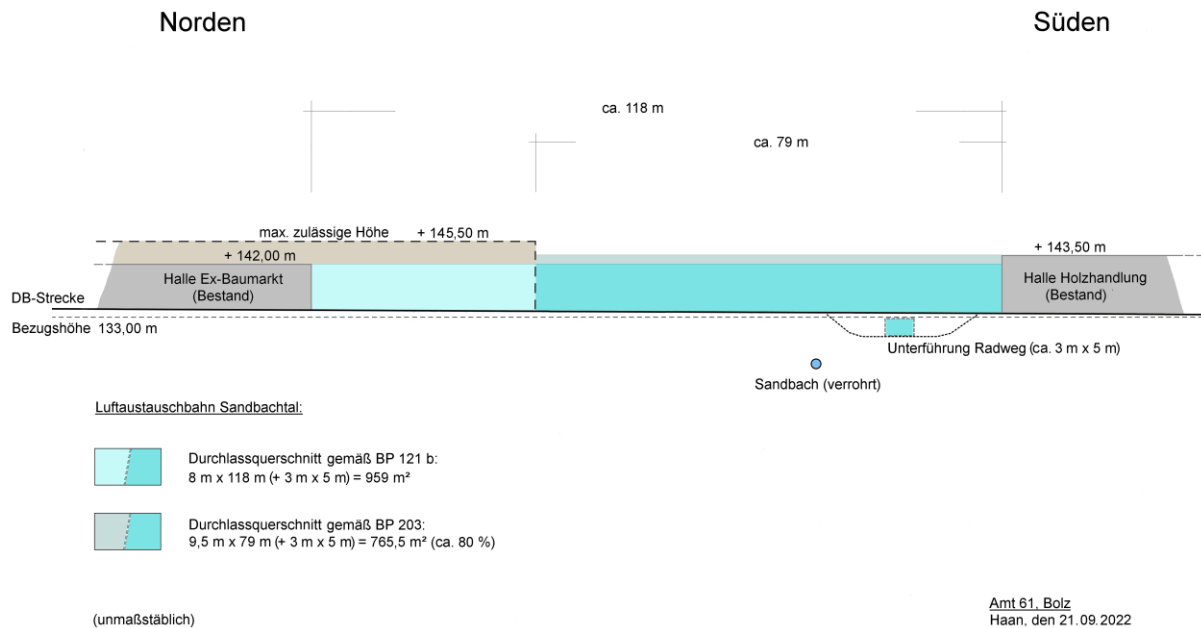 Norden
Süden
ca. 118 m
ca. 79 m
max. zulässige Höhe + 145,50 m
+ 142,00 m
+ 143,50 m
Halle Ex-Baumarkt
(Bestand)
Halle Holzhandlung
(Bestand)
DB-Strecke
Bezugshöhe 133,00 m
Unterführung Radweg (ca. 3 m x 5 m)
Sandbach (verrohrt)
Luftaustauschbahn Sandbachtal:
Durchlassquerschnitt gemäß BP 121 b:
8 m x 118 m (+ 3 m x 5 m) = 959 m²
Durchlassquerschnitt gemäß BP 203:
9,5 m x 79 m (+ 3 m x 5 m) = 765,5 m² (ca. 80 %)
(unmaßstäblich)
Amt 61, Bolz
Haan, den 21.09.2022